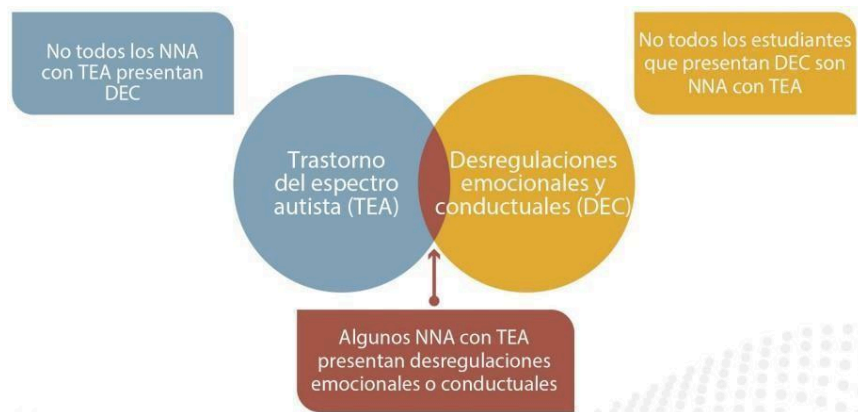 No todos los NNA
con TEA presentan
DEC
No todos los estudiantes
que presentan DEC son
NNA con TEA
Trastorno
del espectro
autista (TEA)
Desregulaciones
emocionales y
conductuales (DEC)
Algunos NNA con TEA
presentan desregulaciones
emocionales o conductuales